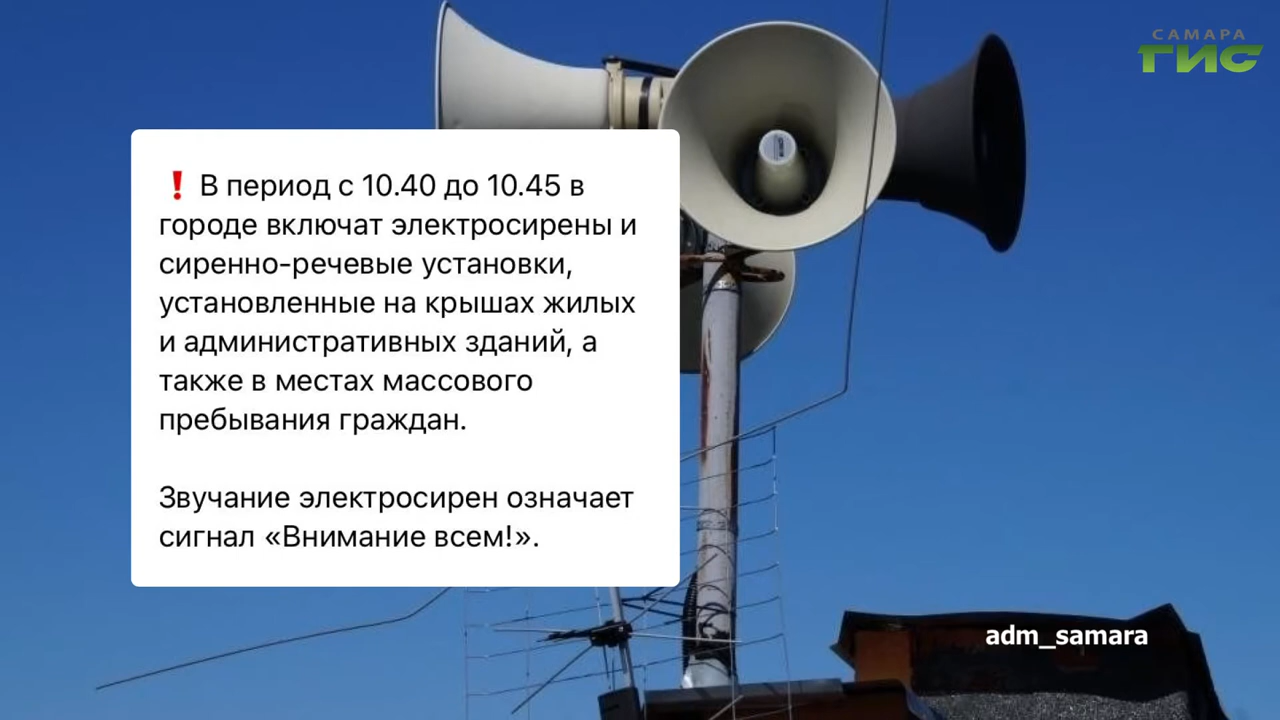 САМАРА
ГИС
❗ В период с 10.40 до 10.45 в
городе включат электросирены и
сиренно-речевые установки,
установленные на крышах жилых
и административных зданий, а
также в местах массового
пребывания граждан.
Звучание электросирен означает
сигнал «Внимание всем!».
adm_samara